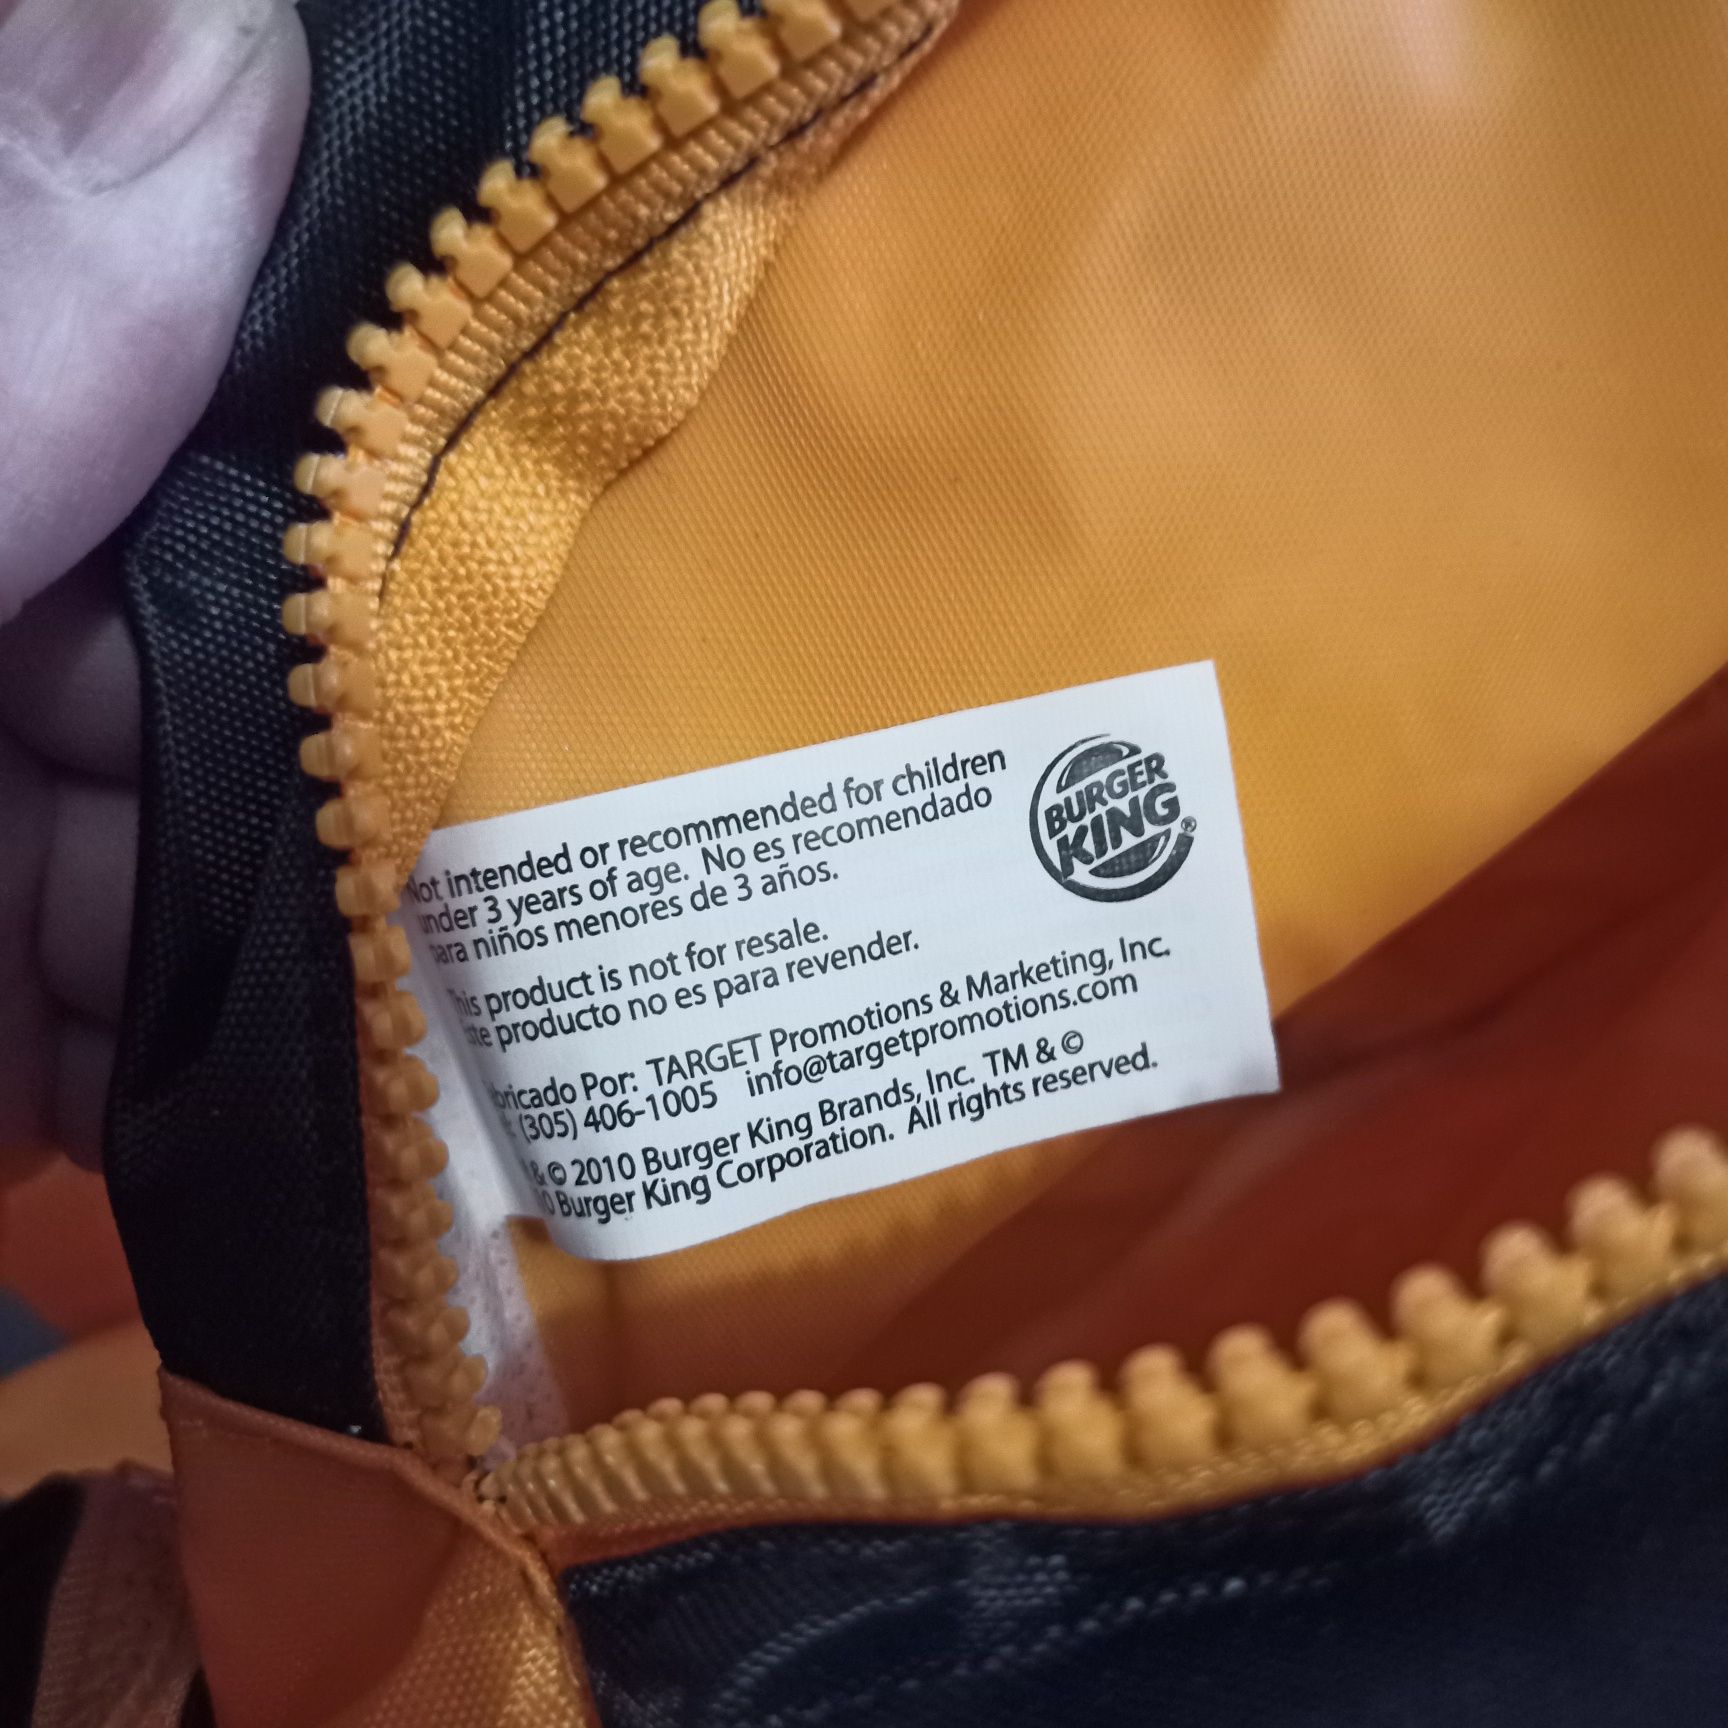 Not intended or recommended for children
under 3 years of age. No es recomendado
para niños menores de 3 años.
This product is not for resale.
producto no es para revender.
Por: TARGET Promotions & Marketing, Inc.
(305) 406-1005 info@targetpromotions.com
& © 2010 Burger King Brands, Inc. TM & ©
Burger King Corporation. All rights reserved.
BURGER
KING®